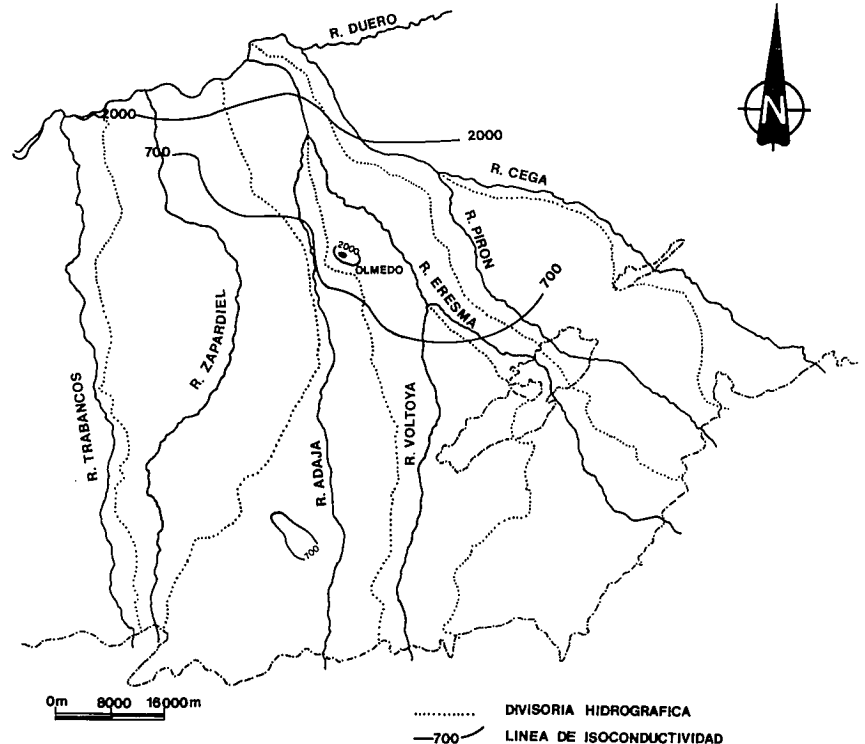 R. DUERO
N
2000
2000
700
R. CEGA
R. PIRON
2000
OLMEDO
R. ERESMA
700
R. ZAPARDIEL
R. TRABANCOS
R. ADAJA
R. VOLTOYA
700
0m 8000 16000m
DIVISORIA HIDROGRAFICA
700 LINEA DE ISOCONDUCTIVIDAD